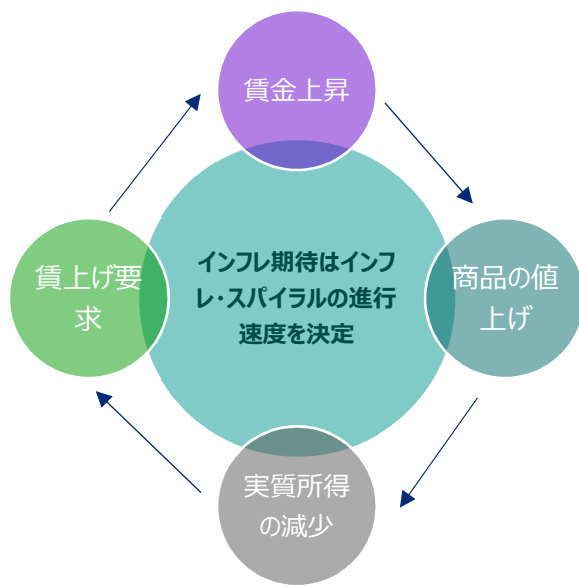 賃金上昇
賃上げ要
求
インフレ期待はインフ
レ・スパイラルの進行
速度を決定
商品の値
上げ
実質所得
の減少